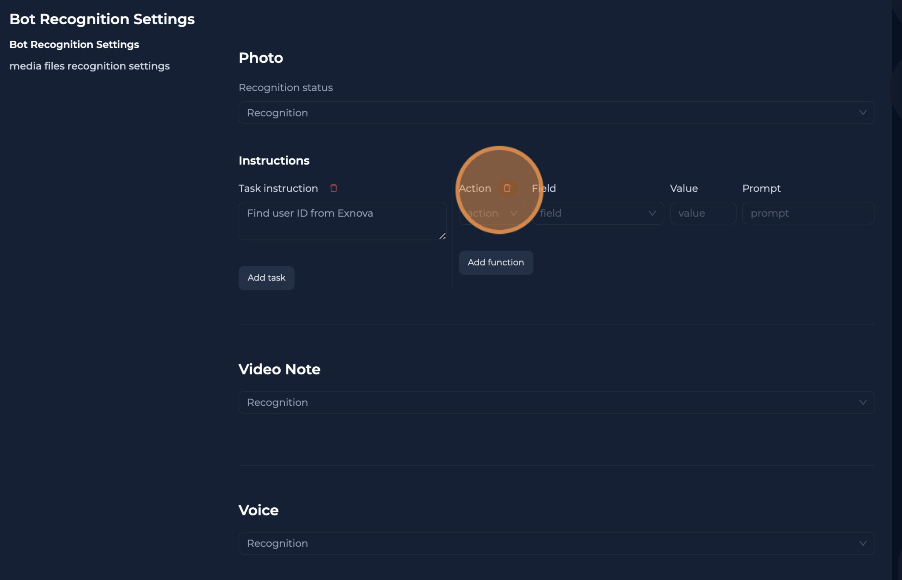 Bot Recognition Settings
Bot Recognition Settings
media files recognition settings
Photo
Recognition status
Recognition
Instructions
Task instruction
Action Field Value Prompt
Find user ID from Exnova
action field value prompt
Add function
Add task
Video Note
Recognition
Voice
Recognition